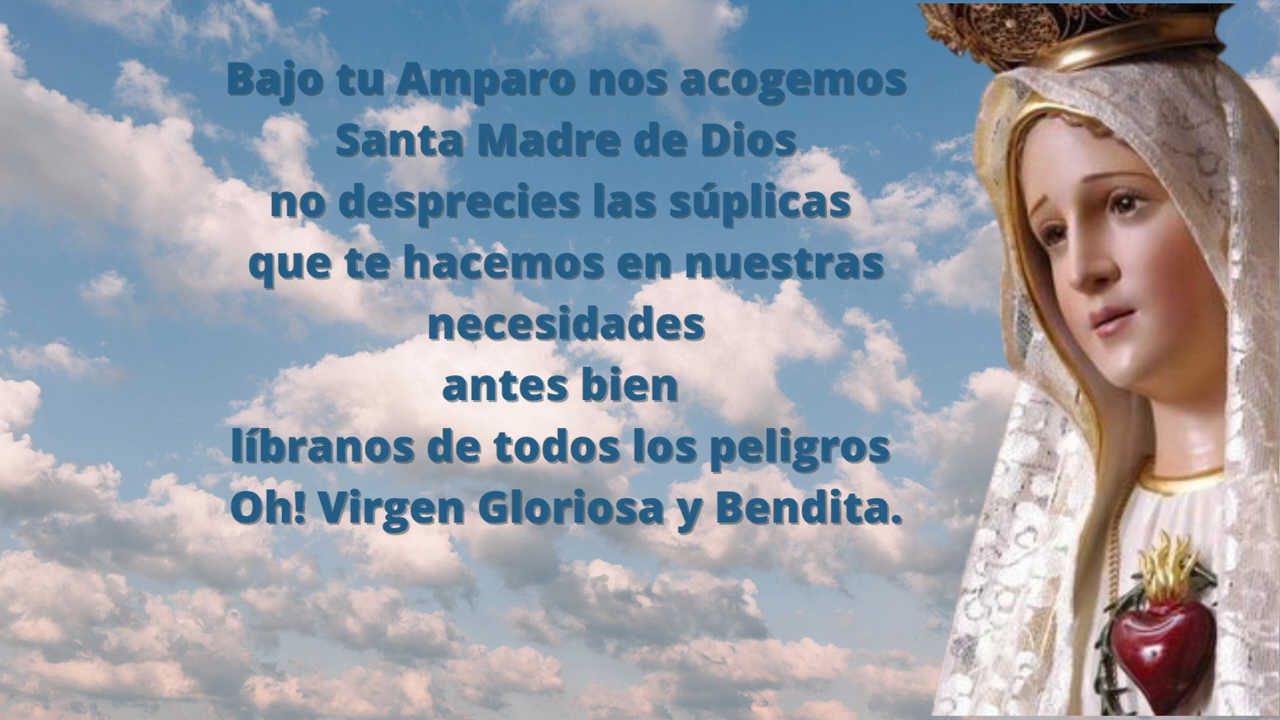 Bajo tu Amparo nos acogemos
Santa Madre de Dios
no desprecies las súplicas
que te hacemos en nuestras
necesidades
antes bien
líbranos de todos los peligros
Oh! Virgen Gloriosa y Bendita.